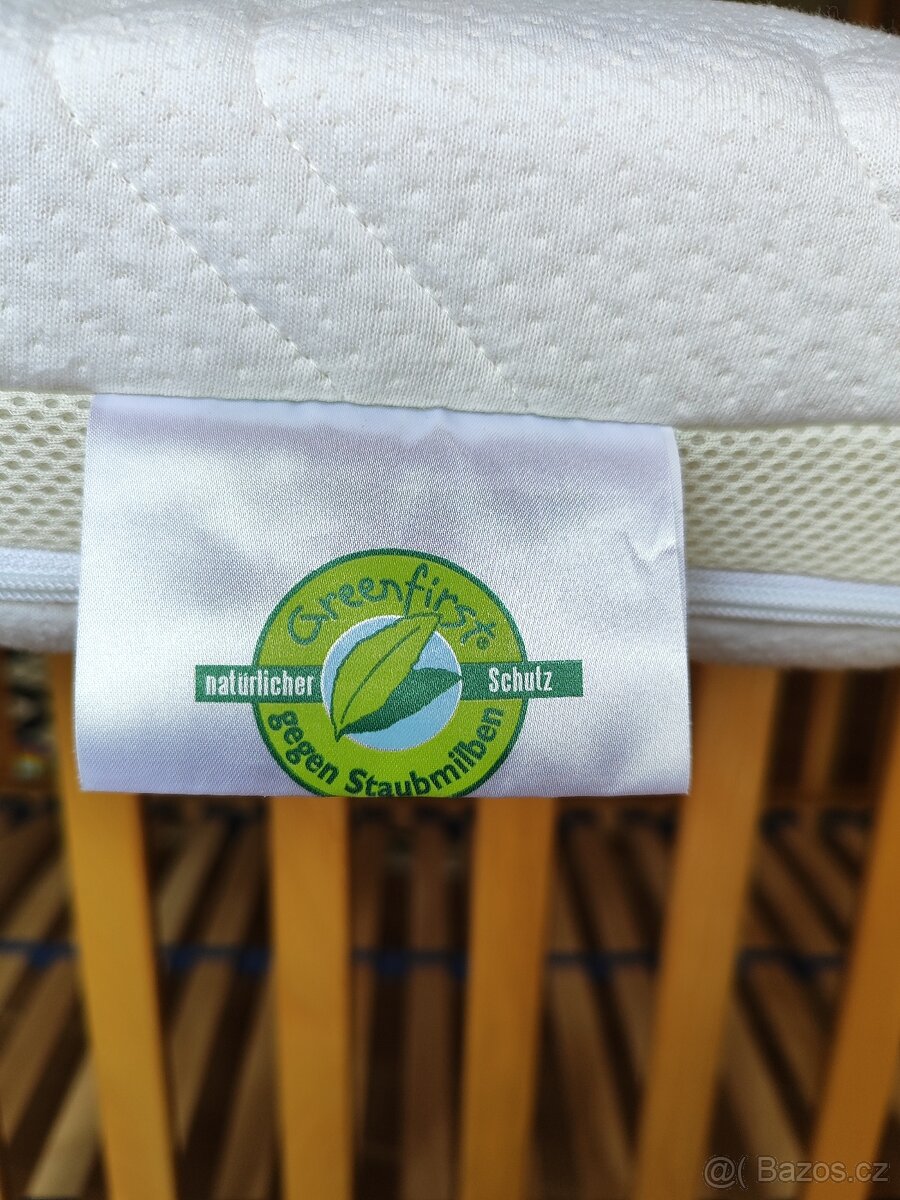 Greenfirst®
natürlicher Schutz
gegen Staubmilben
@( Bazos.cz